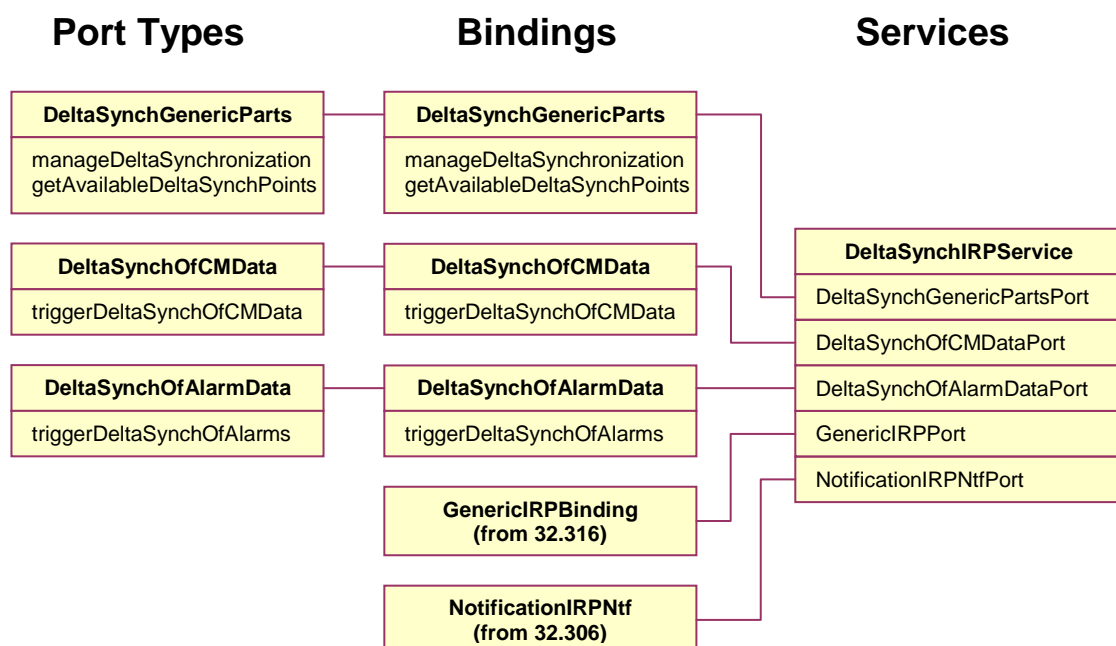 Port Types
Bindings
Services
DeltaSynchGenericParts
manageDeltaSynchronization
getAvailableDeltaSynchPoints
DeltaSynchGenericParts
manageDeltaSynchronization
getAvailableDeltaSynchPoints
DeltaSynchOfCMData
triggerDeltaSynchOfCMData
DeltaSynchOfCMData
triggerDeltaSynchOfCMData
DeltaSynchOfAlarmData
triggerDeltaSynchOfAlarms
DeltaSynchOfAlarmData
triggerDeltaSynchOfAlarms
GenericIRPBinding
(from 32.316)
NotificationIRPNtf
(from 32.306)
DeltaSynchIRPService
DeltaSynchGenericPartsPort
DeltaSynchOfCMDataPort
DeltaSynchOfAlarmDataPort
GenericIRPPort
NotificationIRPNtfPort